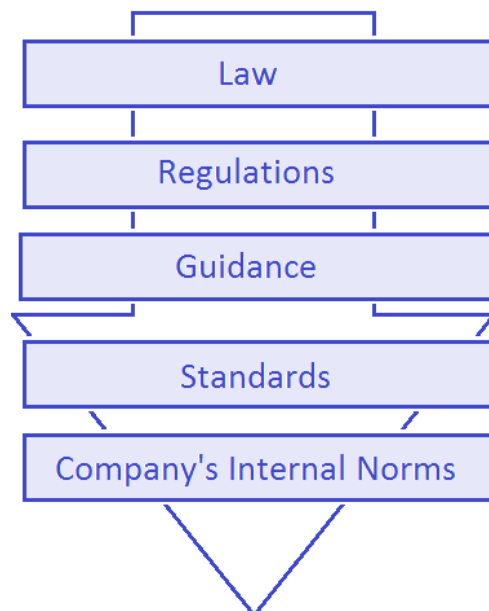 Law
Regulations
Guidance
Standards
Company's Internal Norms